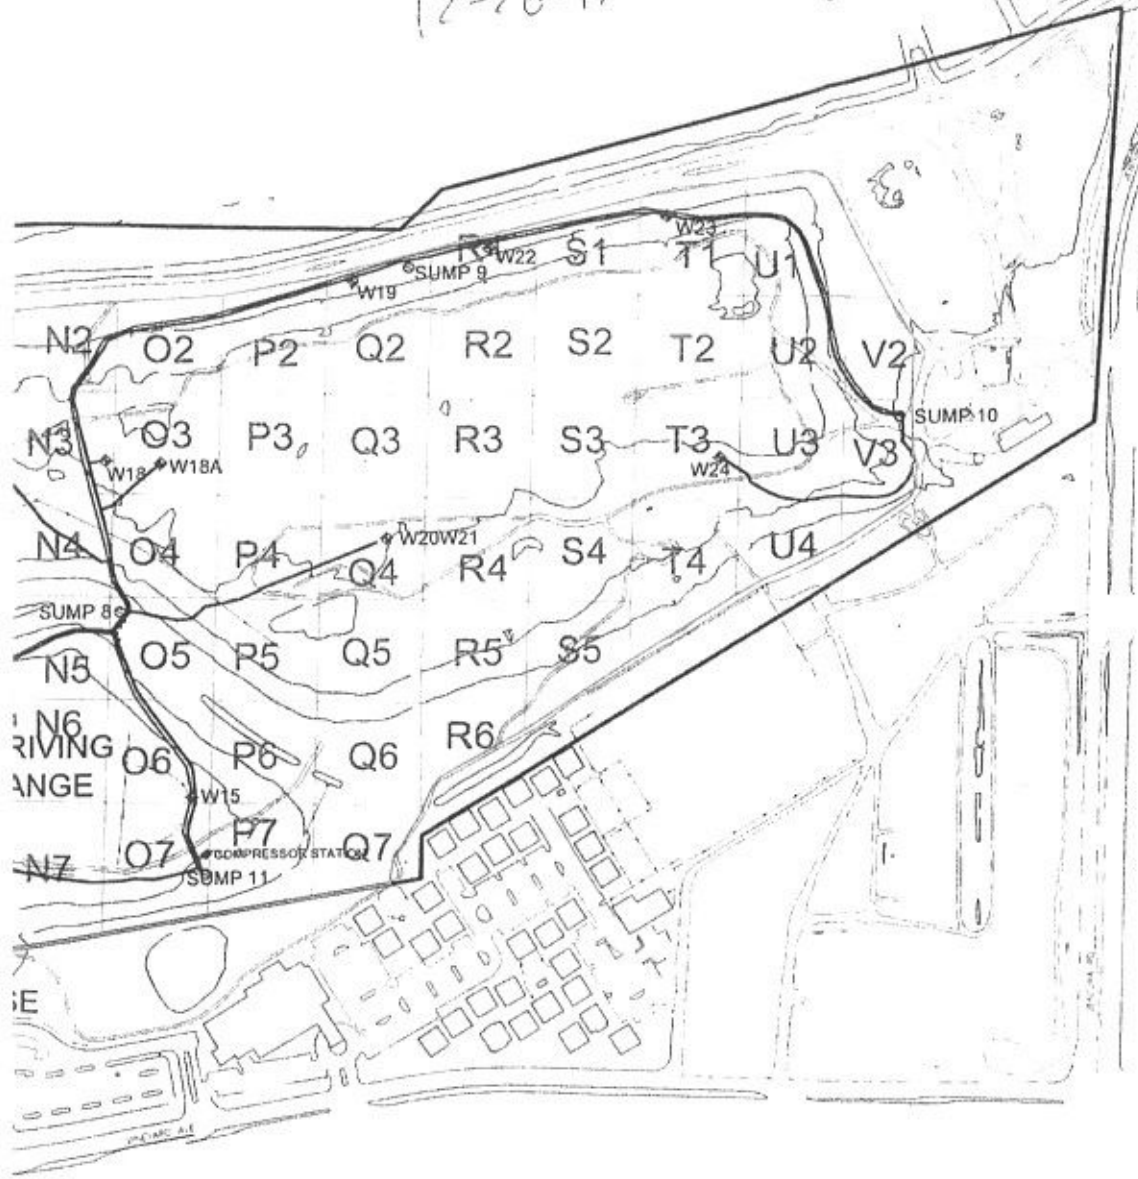 R1 W22 S1 W23 T1 U1
SUMP 9
W19
N2 O2 P2 Q2 R2 S2 T2 U2 V2
SUMP 10
N3 O3 P3 Q3 R3 S3 T3 U3 V3
W18 W18A W24
W20W21
N4 O4 P4 Q4 R4 S4 T4 U4
SUMP 8
N5 O5 P5 Q5 R5 S5
N6 O6 P6 Q6 R6
RIVING
ANGE
W15
N7 O7 P7 Q7
COMPRESSOR STATION
SUMP 11
SE